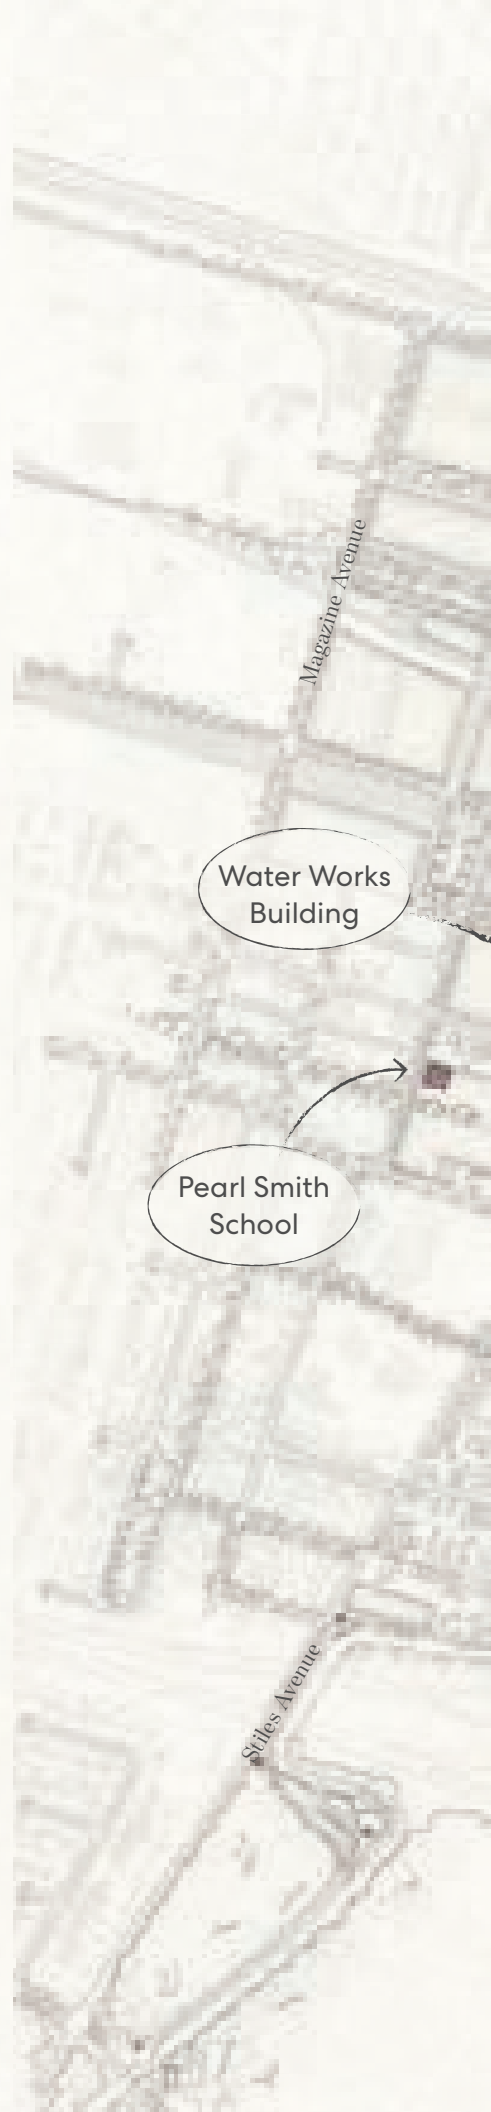 Magazine Avenue
Water Works
Building
Pearl Smith
School
Stiles Avenue